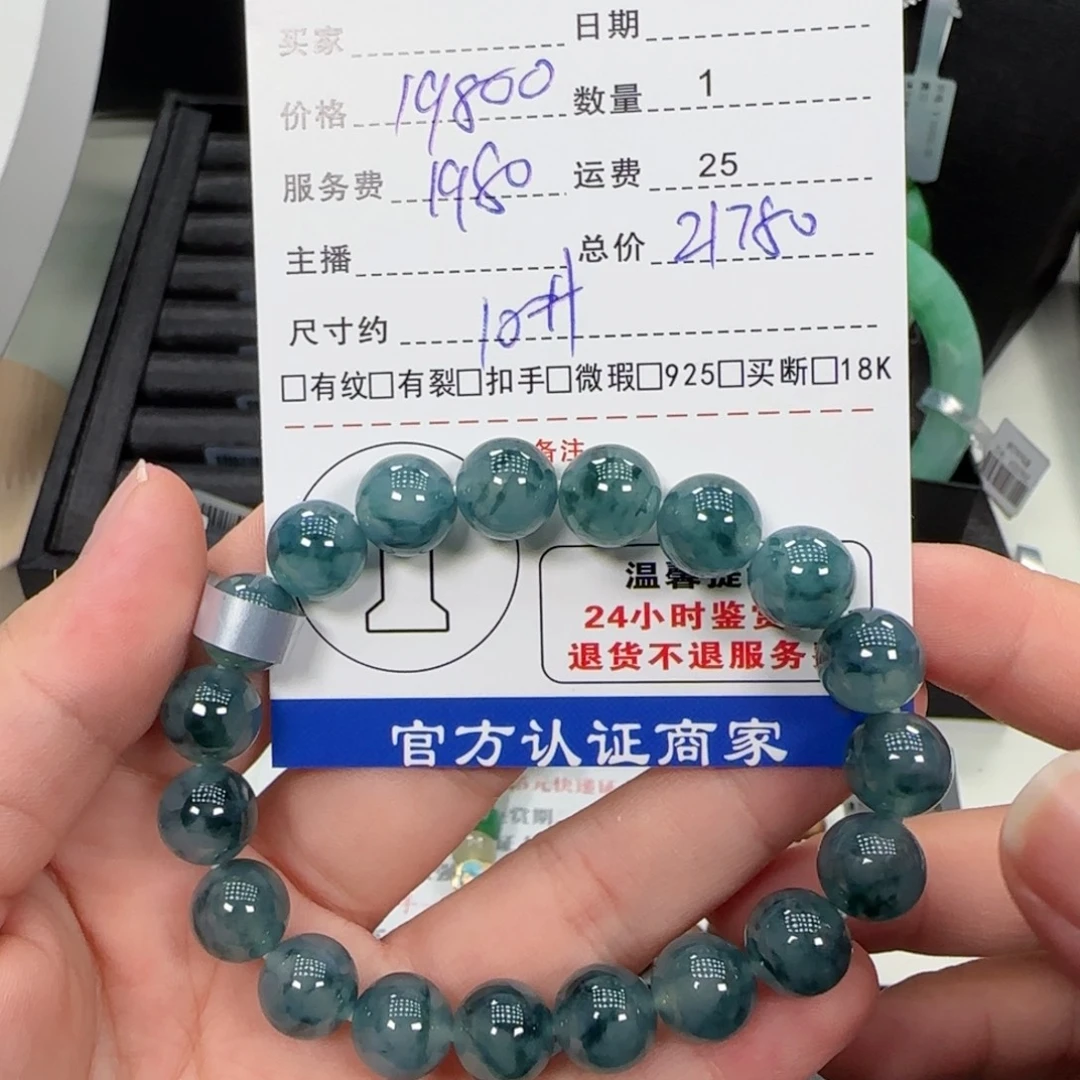 买家 日期
价格 19800 数量 1
服务费 1980 运费 25
主播 总价 21780
尺寸约 10
□有纹□有裂□扣手□微瑕□925□买断□18K
备注
温馨提
24小时鉴赏
退货不退服务
官方认证商家